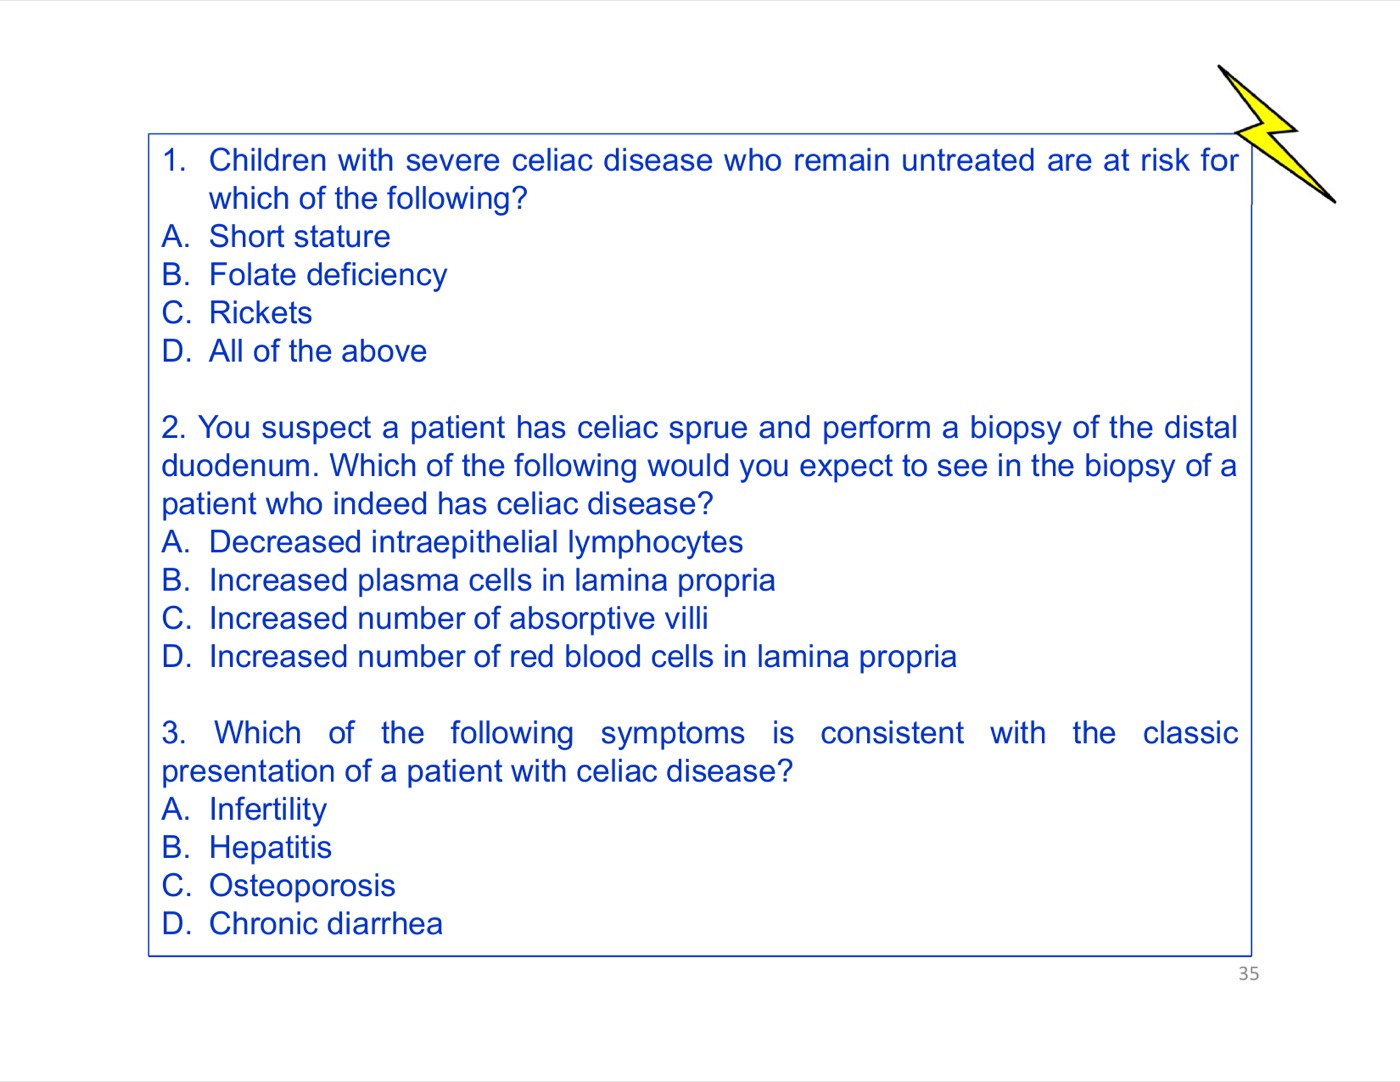 1. Children with severe celiac disease who remain untreated are at risk for
which of the following?
A. Short stature
B. Folate deficiency
C. Rickets
D. All of the above
2. You suspect a patient has celiac sprue and perform a biopsy of the distal
duodenum. Which of the following would you expect to see in the biopsy of a
patient who indeed has celiac disease?
A. Decreased intraepithelial lymphocytes
B. Increased plasma cells in lamina propria
C. Increased number of absorptive villi
D. Increased number of red blood cells in lamina propria
3. Which of the following symptoms is consistent with the classic
presentation of a patient with celiac disease?
A. Infertility
B. Hepatitis
C. Osteoporosis
D. Chronic diarrhea
35